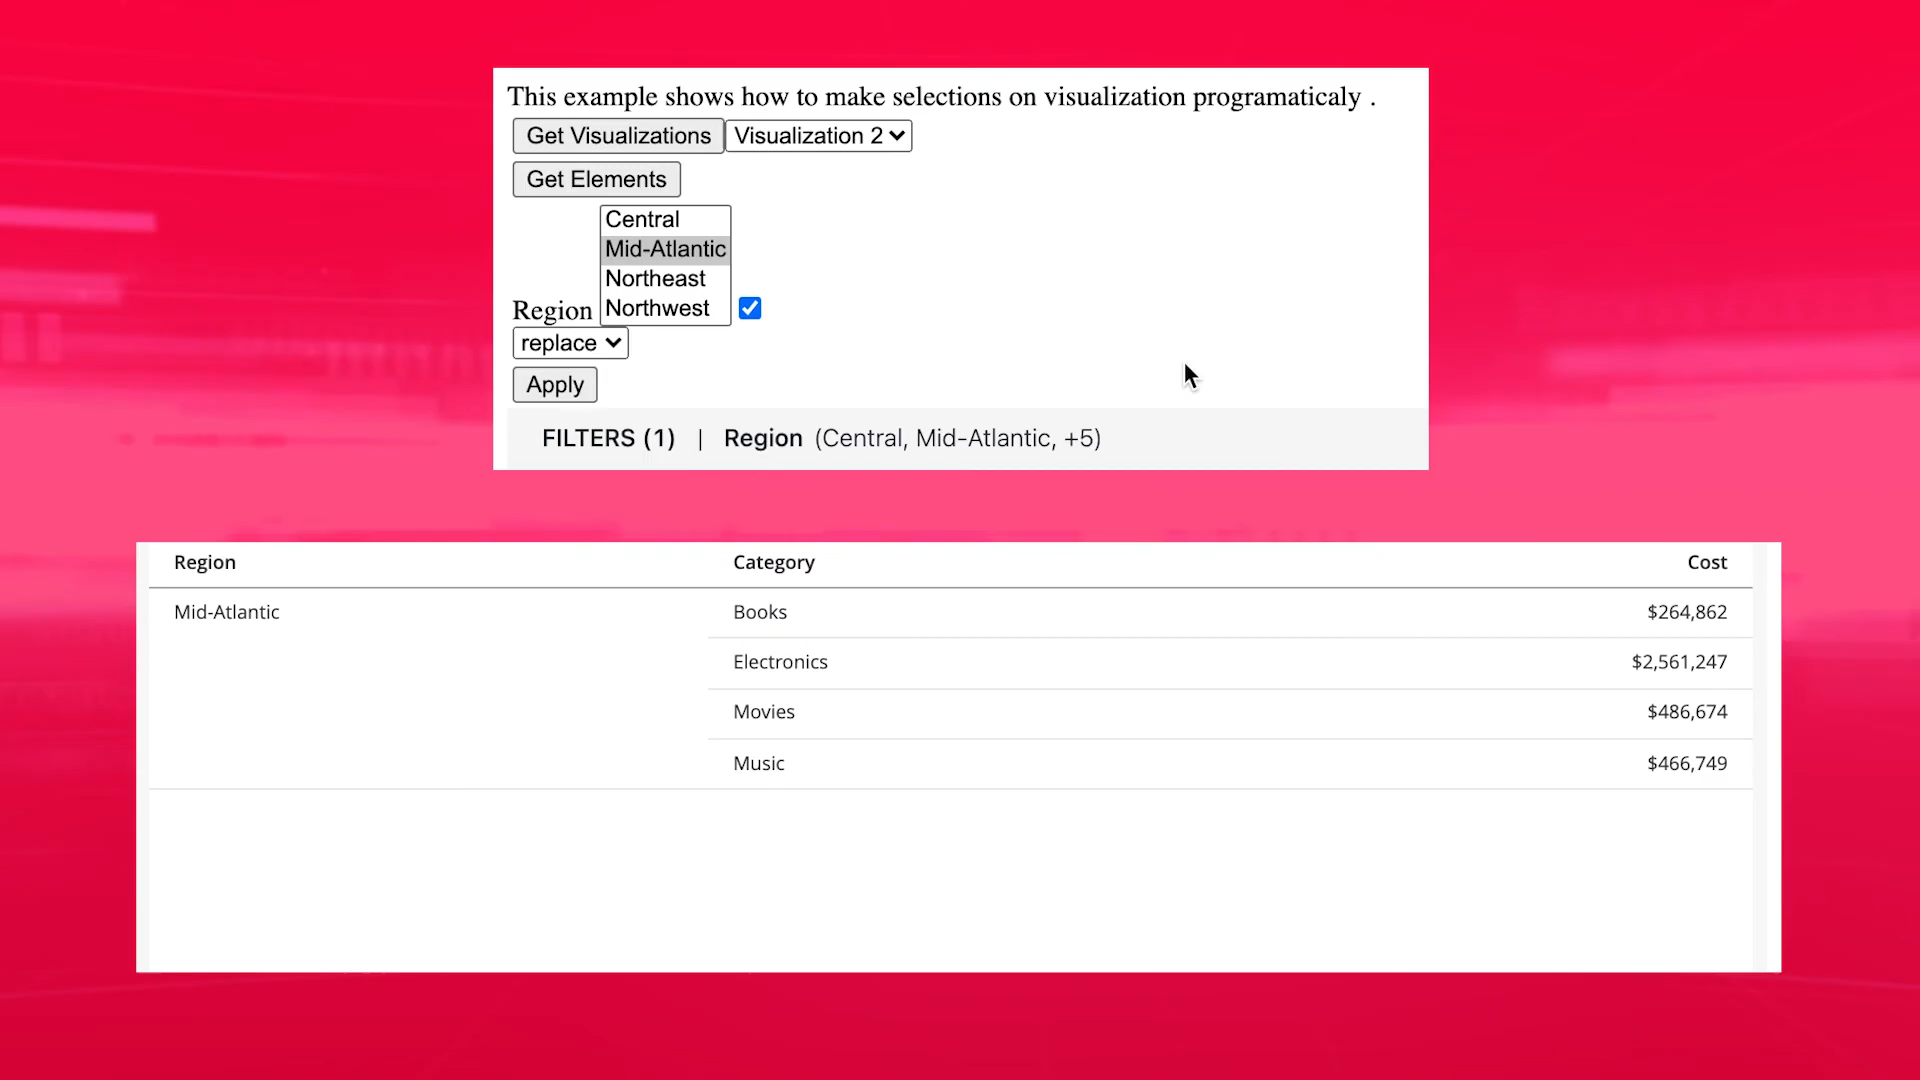 This example shows how to make selections on visualization programaticaly .
Get Visualizations Visualization 2
Get Elements
Central
Mid-Atlantic
Northeast
Northwest
Region
replace
Apply
FILTERS (1) | Region (Central, Mid-Atlantic, +5)
Region Category Cost
Mid-Atlantic Books $264,862
Electronics $2,561,247
Movies $486,674
Music $466,749